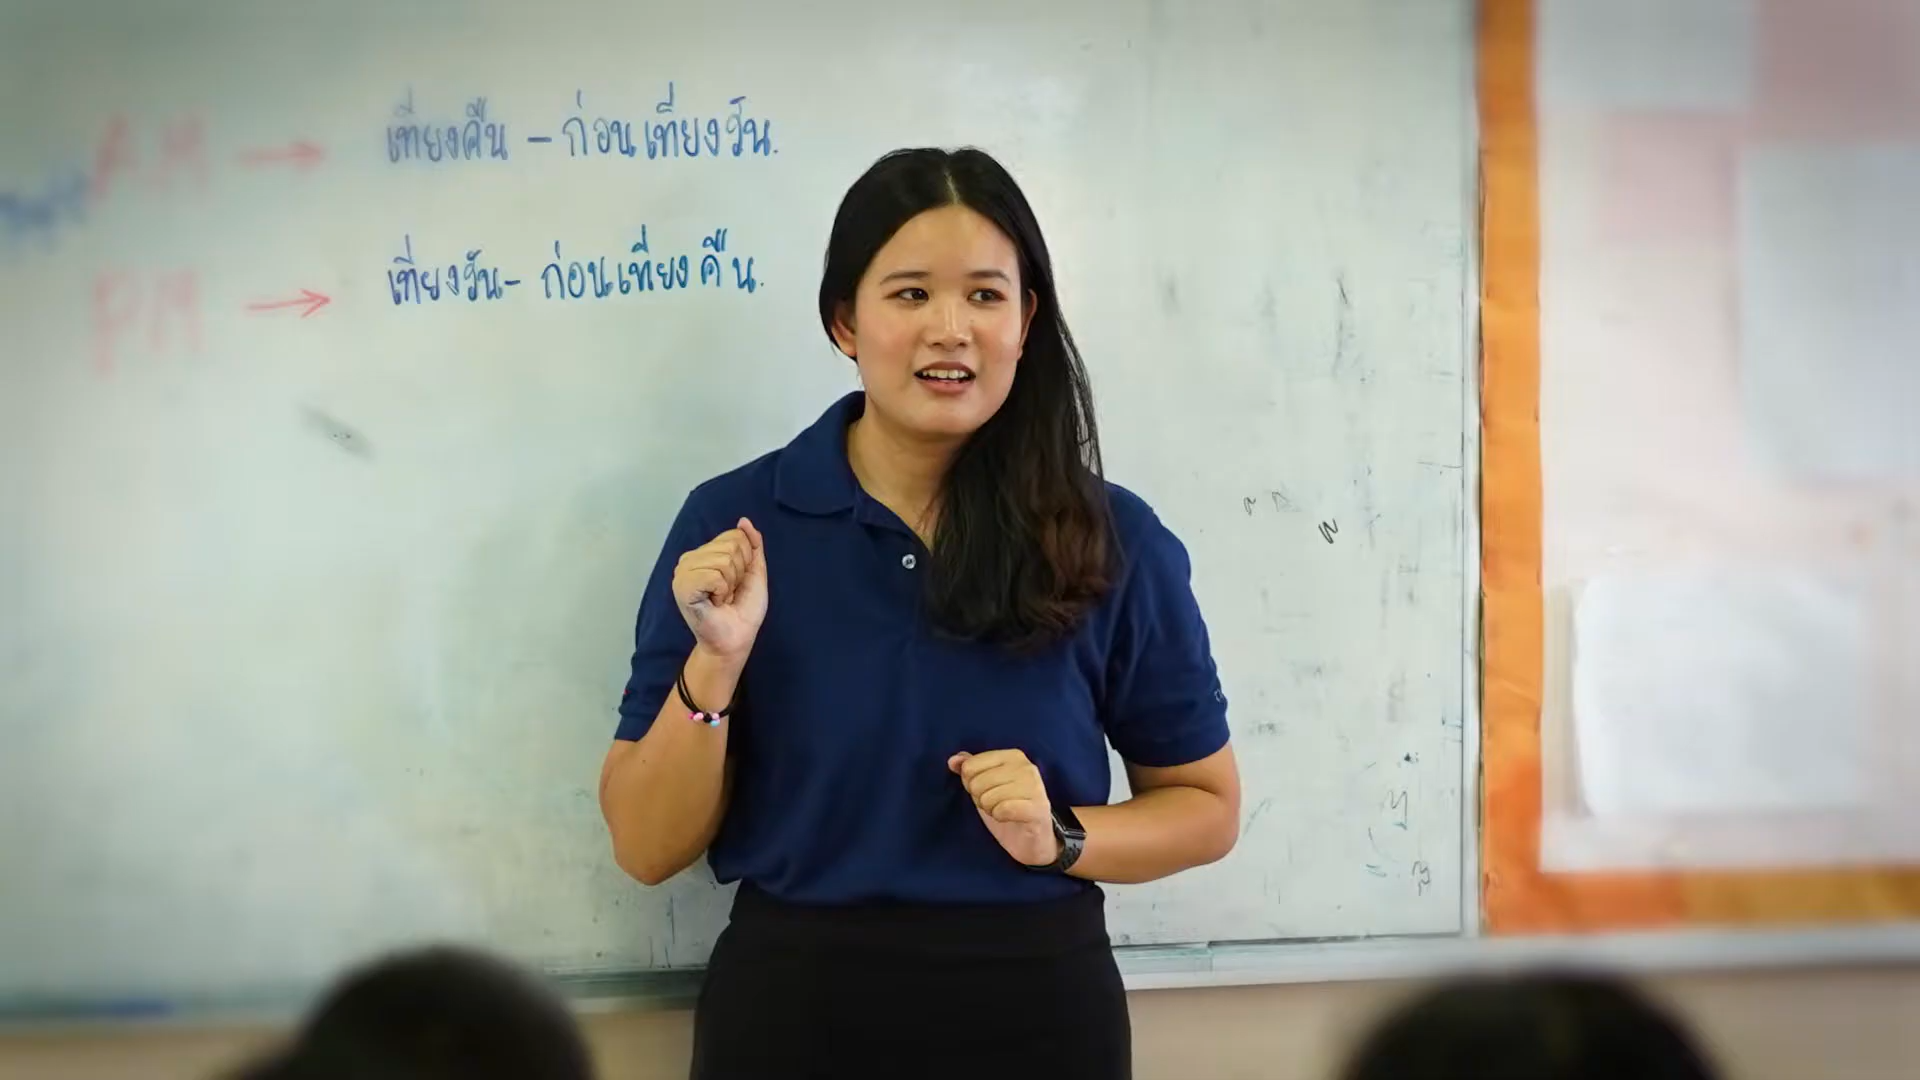 AM → เที่ยงคืน - ก่อนเที่ยงวัน.
PM → เที่ยงวัน - ก่อนเที่ยงคืน.